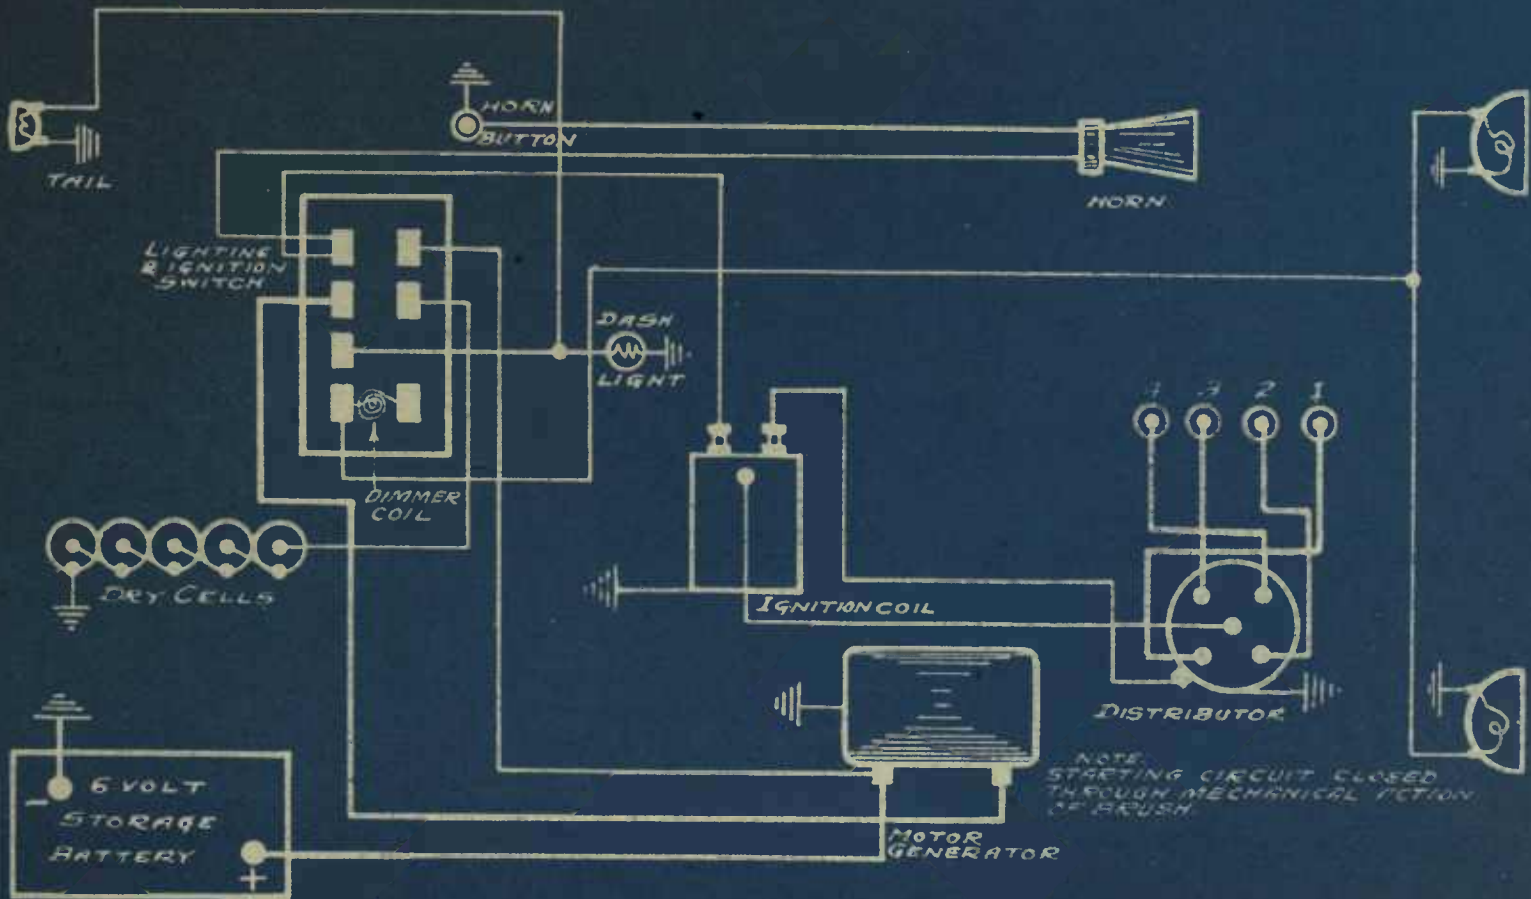 TAIL
HORN
BUTTON
HORN
LIGHTING
& IGNITION
SWITCH
DASH
LIGHT
DIMMER
COIL
DRY CELLS
3 2 1
IGNITION COIL
DISTRIBUTOR
NOTE
STARTING CIRCUIT CLOSED
THROUGH MECHANICAL ACTION
OF BRUSH.
- 6 VOLT
STORAGE
BATTERY
+
MOTOR
GENERATOR